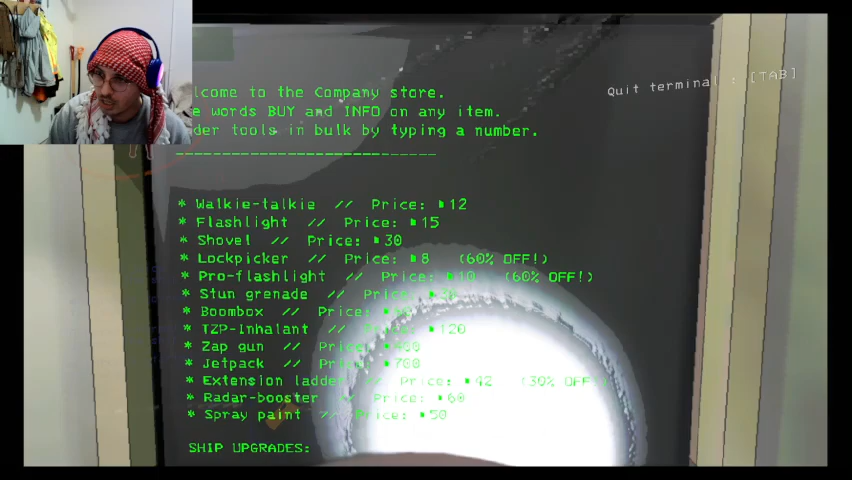 lcome to the Company store.
e words BUY and INFO on any item.
der tools in bulk by typing a number.
Quit terminal : [TAB]
* Walkie-talkie // Price: ▪12
* Flashlight // Price: ▪15
* Shovel // Price: ▪30
* Lockpicker // Price: ▪8 (60% OFF!)
* Pro-flashlight // Price: ▪10 (60% OFF!)
* Stun grenade // Price:
* Boombox // Price:
* TZP-Inhalant // Price: ▪120
* Zap gun // Price: ▪400
* Jetpack // Price: ▪700
* Extension ladder // Price: ▪42 (30% OFF!)
* Radar-booster // Price: ▪60
* Spray paint // Price: ▪50
SHIP UPGRADES: